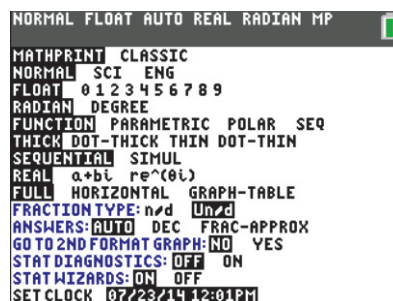 NORMAL FLOAT AUTO REAL RADIAN MP
MATHPRINT CLASSIC
NORMAL SCI ENG
FLOAT 0 1 2 3 4 5 6 7 8 9
RADIAN DEGREE
FUNCTION PARAMETRIC POLAR SEQ
THICK DOT-THICK THIN DOT-THIN
SEQUENTIAL SIMUL
REAL a+bi re^(θi)
FULL HORIZONTAL GRAPH-TABLE
FRACTION TYPE: n/d Un/d
ANSWERS: AUTO DEC FRAC-APPROX
GO TO 2ND FORMAT GRAPH: NO YES
STAT DIAGNOSTICS: OFF ON
STAT WIZARDS: ON OFF
SET CLOCK 07/23/14 12:01PM